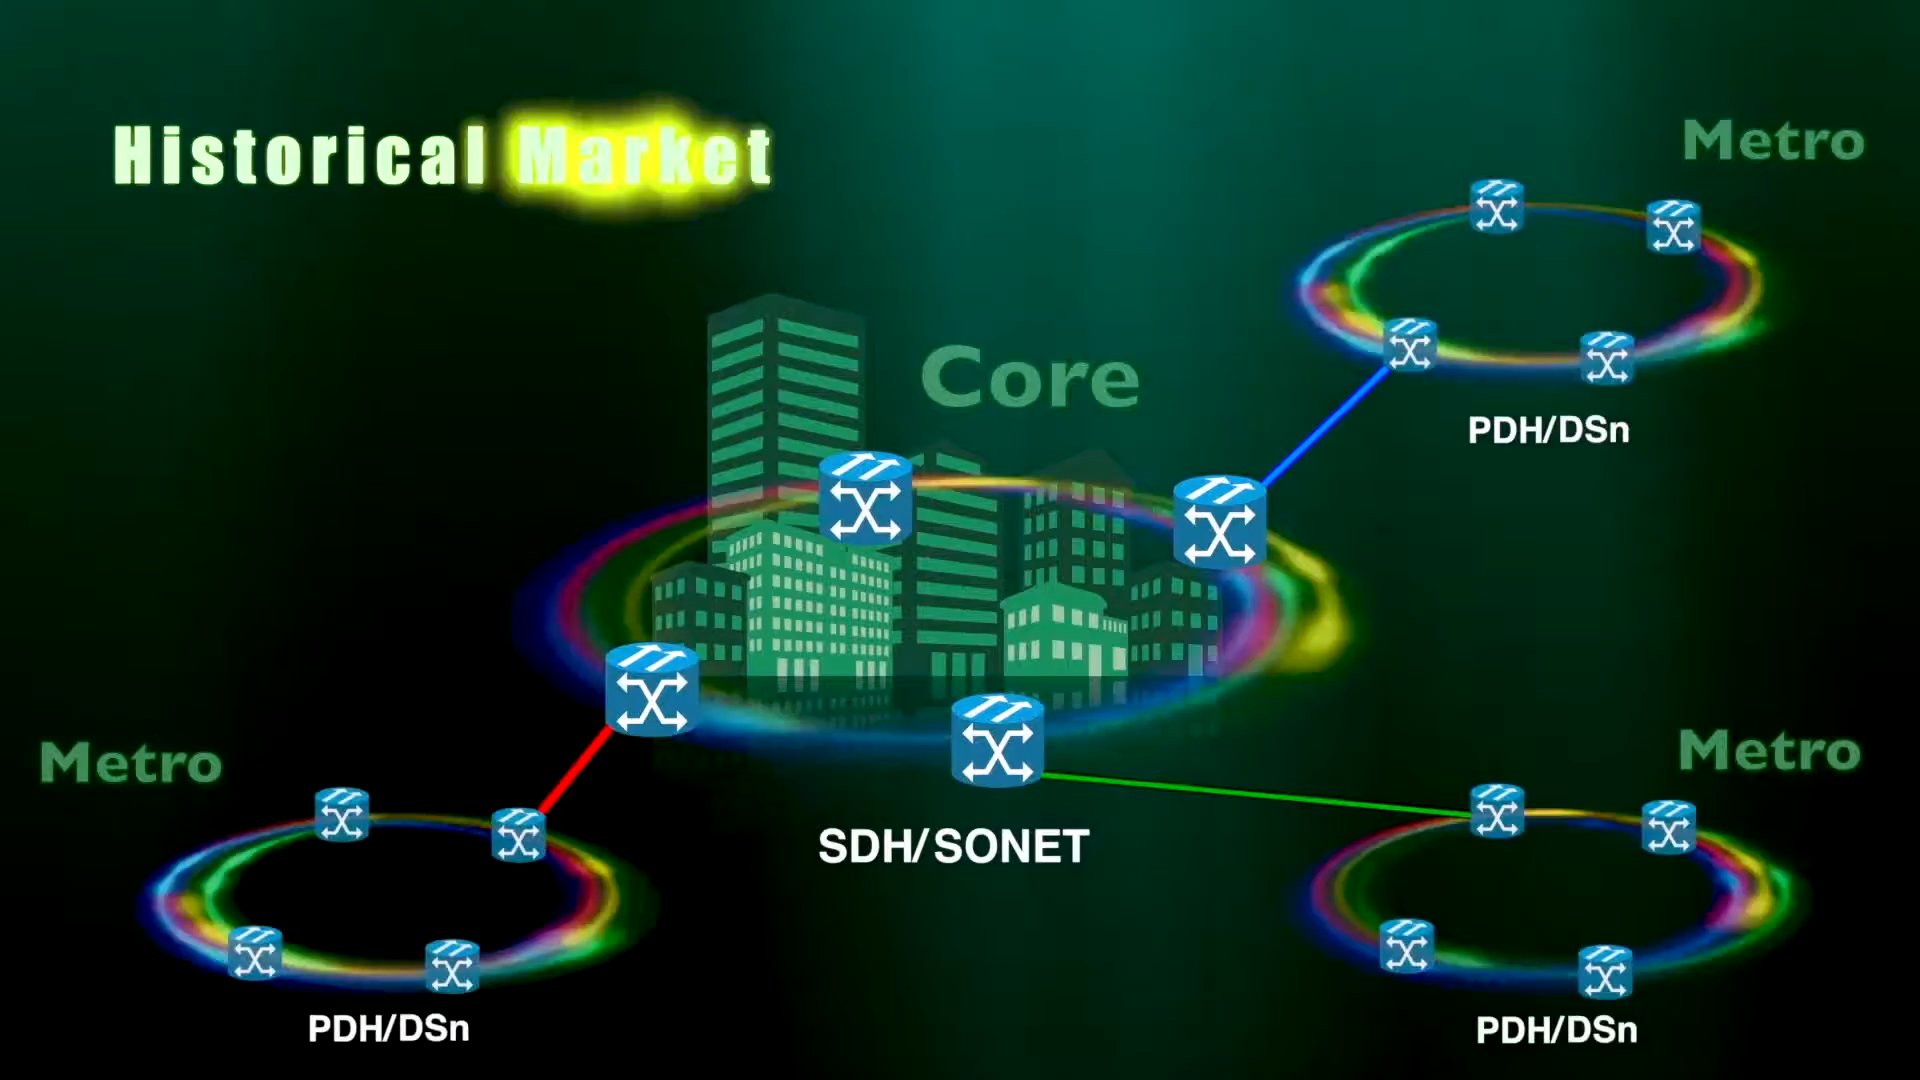 Historical Market
Metro
Core
PDH/DSn
Metro
Metro
SDH/SONET
PDH/DSn
PDH/DSn